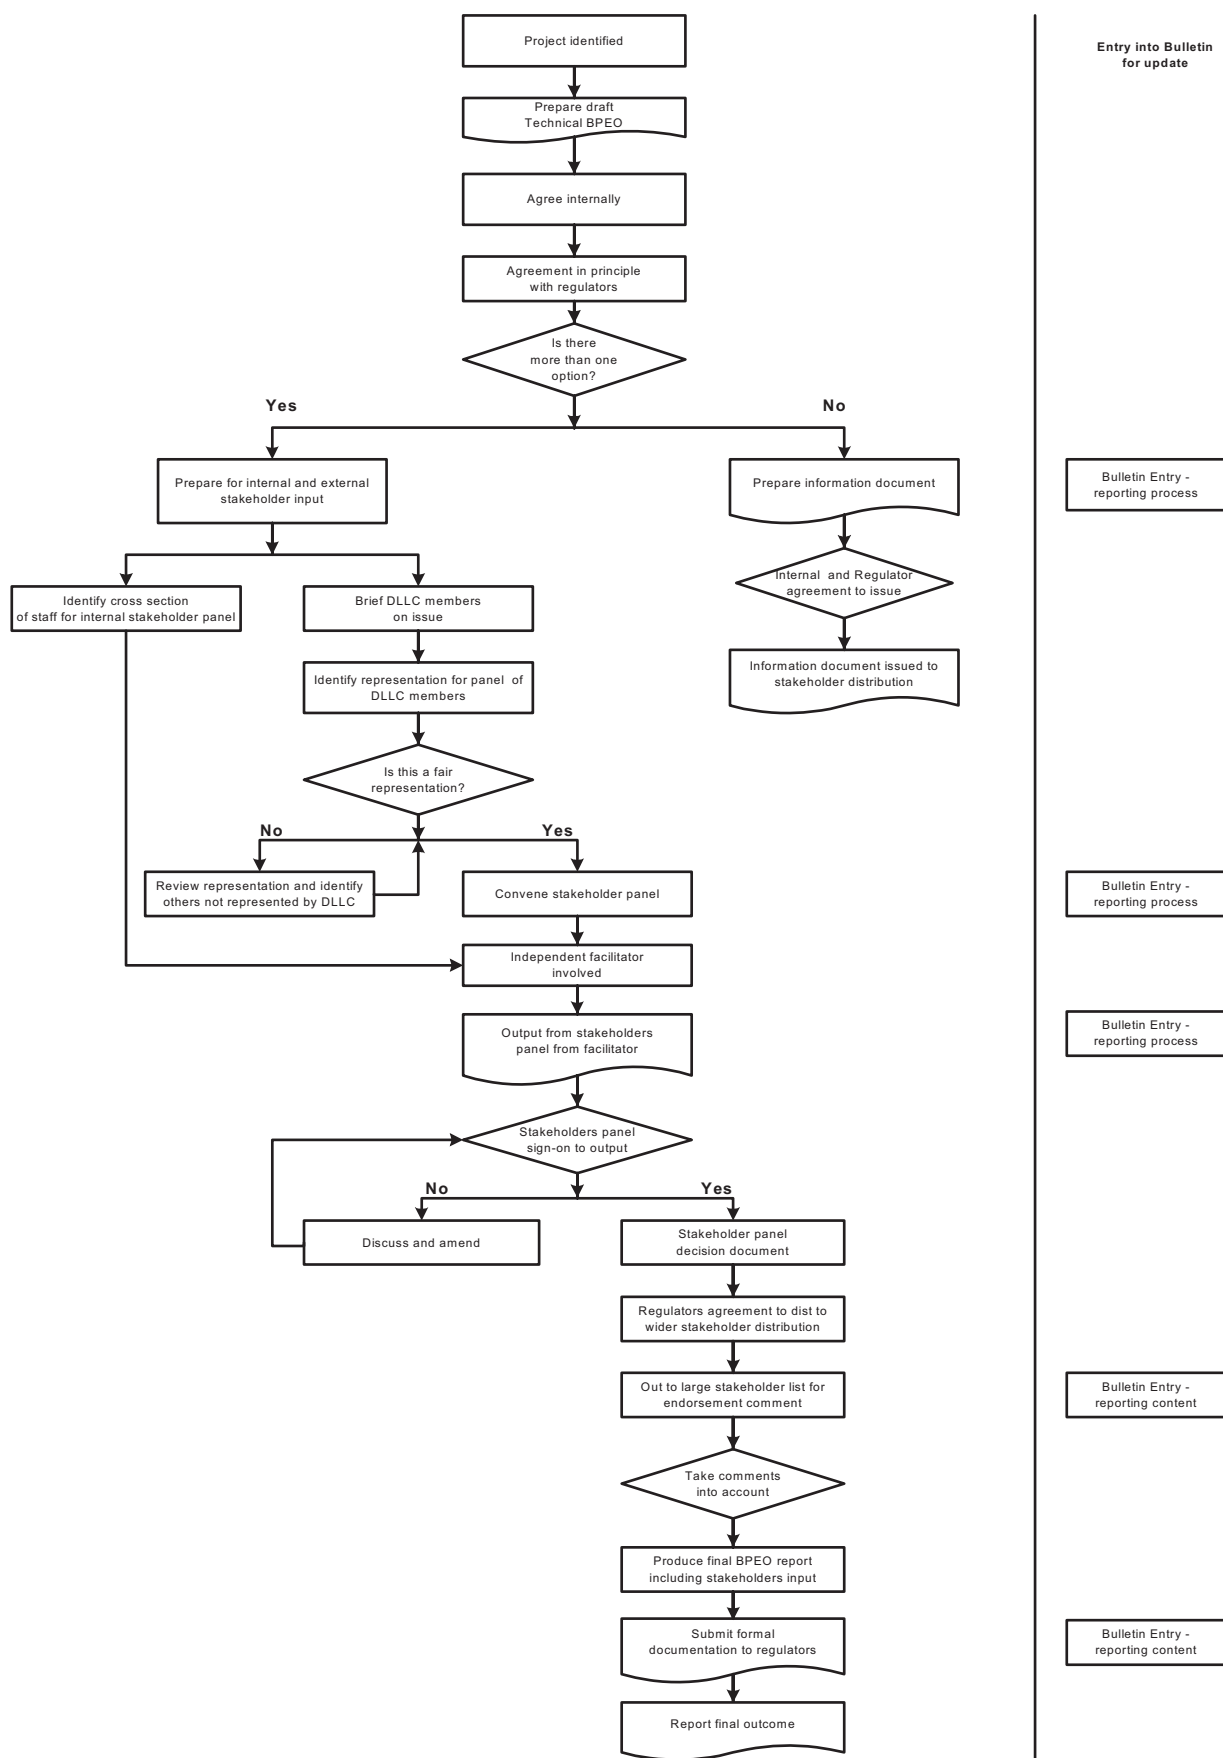 Project identified
Entry into Bulletin
for update
Prepare draft
Technical BPEO
Agree internally
Agreement in principle
with regulators
Is there
more than one
option?
Yes
No
Prepare for internal and external
stakeholder input
Prepare information document
Bulletin Entry -
reporting process
Identify cross section
of staff for internal stakeholder panel
Brief DLLC members
on issue
Internal and Regulator
agreement to issue
Identify representation for panel of
DLLC members
Information document issued to
stakeholder distribution
Is this a fair
representation?
No
Yes
Review representation and identify
others not represented by DLLC
Convene stakeholder panel
Bulletin Entry -
reporting process
Independent facilitator
involved
Output from stakeholders
panel from facilitator
Bulletin Entry -
reporting process
Stakeholders panel
sign-on to output
No
Yes
Discuss and amend
Stakeholder panel
decision document
Regulators agreement to dist to
wider stakeholder distribution
Out to large stakeholder list for
endorsement comment
Bulletin Entry -
reporting content
Take comments
into account
Produce final BPEO report
including stakeholders input
Submit formal
documentation to regulators
Bulletin Entry -
reporting content
Report final outcome